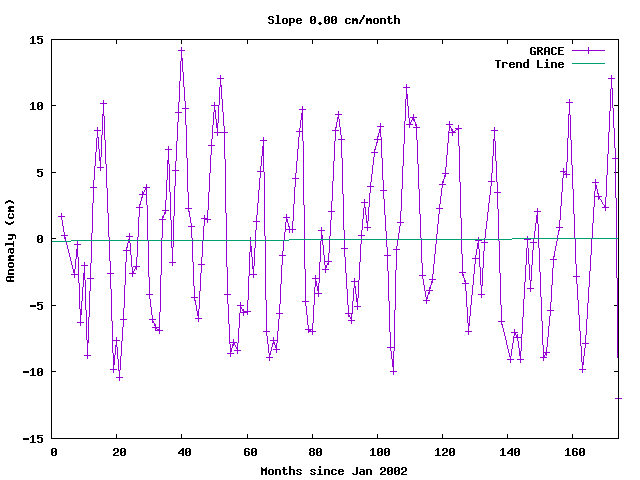 Slope 0.00 cm/month
GRACE
Trend Line
15
10
5
0
-5
-10
-15
Anomaly (cm)
0 20 40 60 80 100 120 140 160
Months since Jan 2002